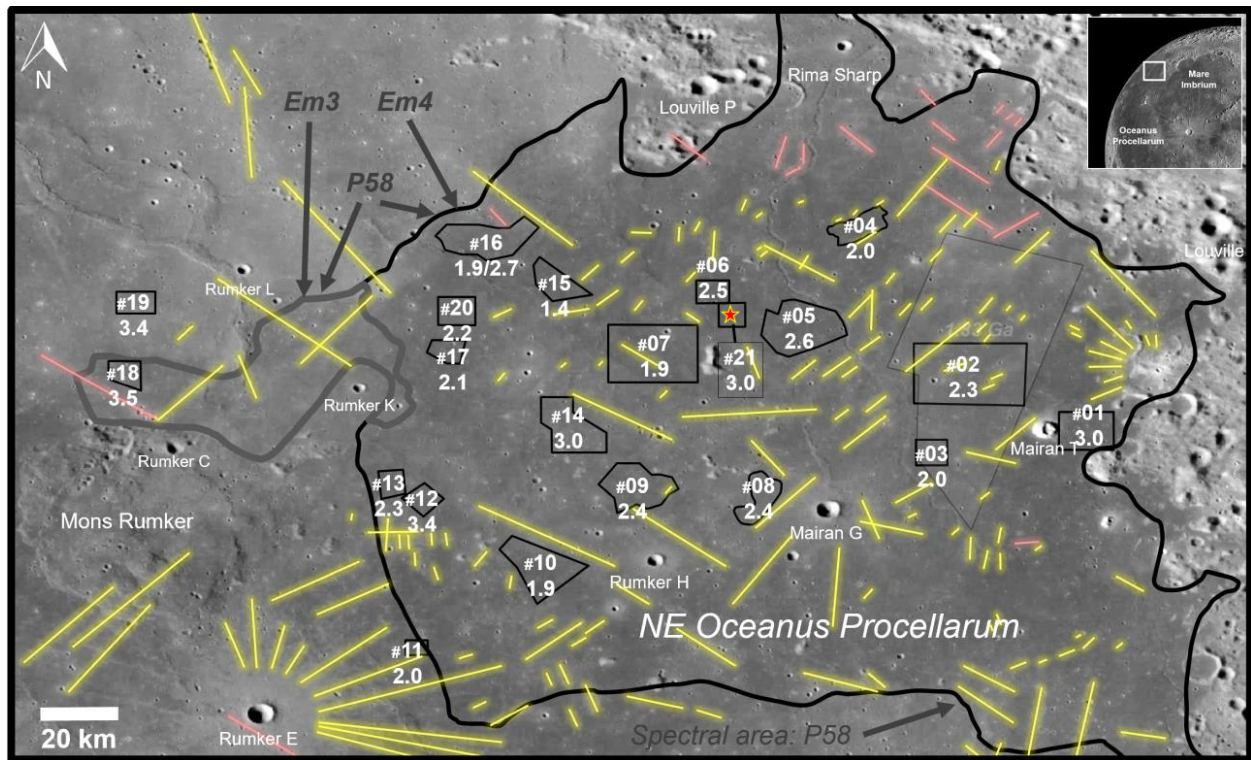 N
Em3
Em4
P58
Louville P
Rima Sharp
Mare
Imbrium
Oceanus
Procellarum
Louville
#16
1.9/2.7
#04
2.0
#06
2.5
#15
1.4
#19
3.4
Rumker L
#20
2.2
#17
2.1
#05
2.6
#07
1.9
#21
3.0
#02
2.3
#18
3.5
Rumker K
#14
3.0
#01
3.0
Mairan T
#03
2.0
Rumker C
#13
2.3
#12
3.4
#09
2.4
#08
2.4
Mairan G
Mons Rumker
#10
1.9
Rumker H
NE Oceanus Procellarum
#11
2.0
20 km
Rumker E
Spectral area: P58